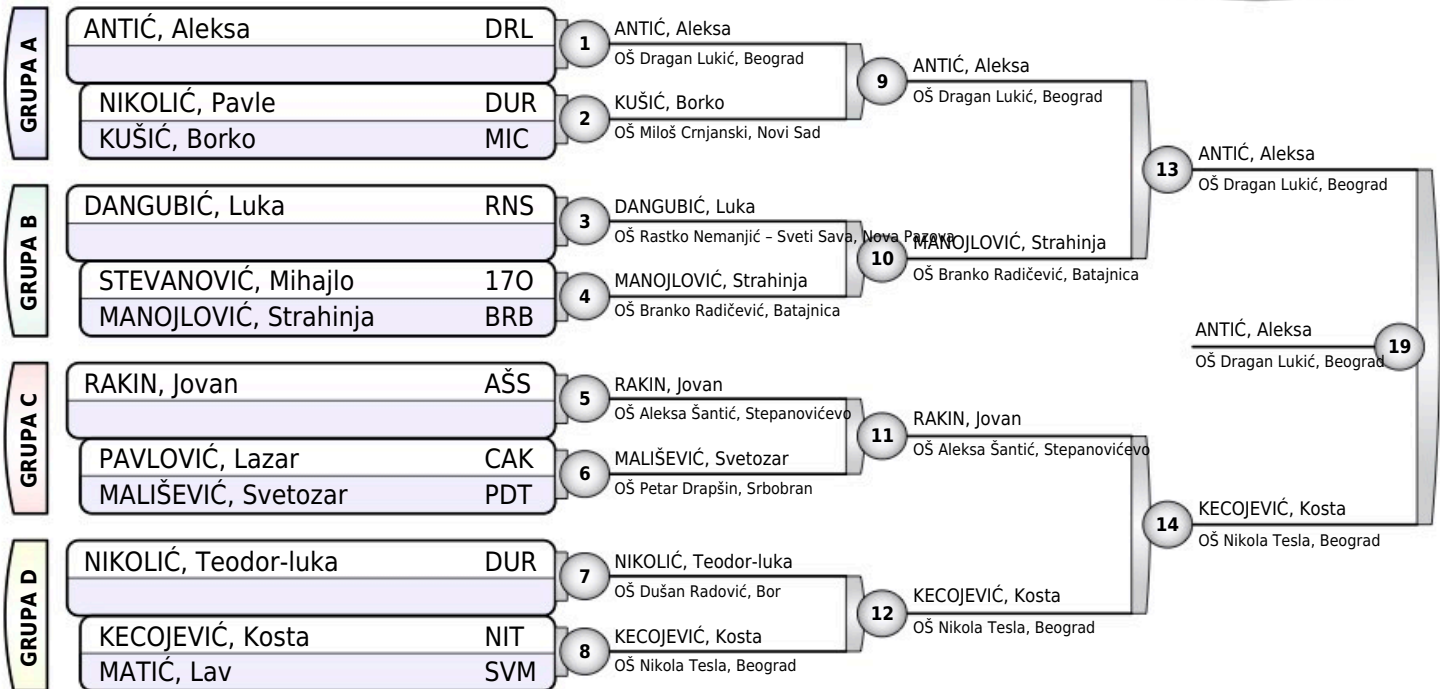 GRUPA A
ANTIĆ, Aleksa DRL
NIKOLIĆ, Pavle DUR
KUŠIĆ, Borko MIC
GRUPA B
DANGUBIĆ, Luka RNS
STEVANOVIĆ, Mihajlo 17O
MANOJLOVIĆ, Strahinja BRB
GRUPA C
RAKIN, Jovan AŠS
PAVLOVIĆ, Lazar CAK
MALIŠEVIĆ, Svetozar PDT
GRUPA D
NIKOLIĆ, Teodor-luka DUR
KECOJEVIĆ, Kosta NIT
MATIĆ, Lav SVM
1
ANTIĆ, Aleksa
OŠ Dragan Lukić, Beograd
2
KUŠIĆ, Borko
OŠ Miloš Crnjanski, Novi Sad
3
DANGUBIĆ, Luka
OŠ Rastko Nemanjić – Sveti Sava, Nova Pazova
4
MANOJLOVIĆ, Strahinja
OŠ Branko Radičević, Batajnica
5
RAKIN, Jovan
OŠ Aleksa Šantić, Stepanovićevo
6
MALIŠEVIĆ, Svetozar
OŠ Petar Drapšin, Srbobran
7
NIKOLIĆ, Teodor-luka
OŠ Dušan Radović, Bor
8
KECOJEVIĆ, Kosta
OŠ Nikola Tesla, Beograd
9
ANTIĆ, Aleksa
OŠ Dragan Lukić, Beograd
10
MANOJLOVIĆ, Strahinja
OŠ Branko Radičević, Batajnica
11
RAKIN, Jovan
OŠ Aleksa Šantić, Stepanovićevo
12
KECOJEVIĆ, Kosta
OŠ Nikola Tesla, Beograd
13
ANTIĆ, Aleksa
OŠ Dragan Lukić, Beograd
14
KECOJEVIĆ, Kosta
OŠ Nikola Tesla, Beograd
ANTIĆ, Aleksa
OŠ Dragan Lukić, Beograd
19